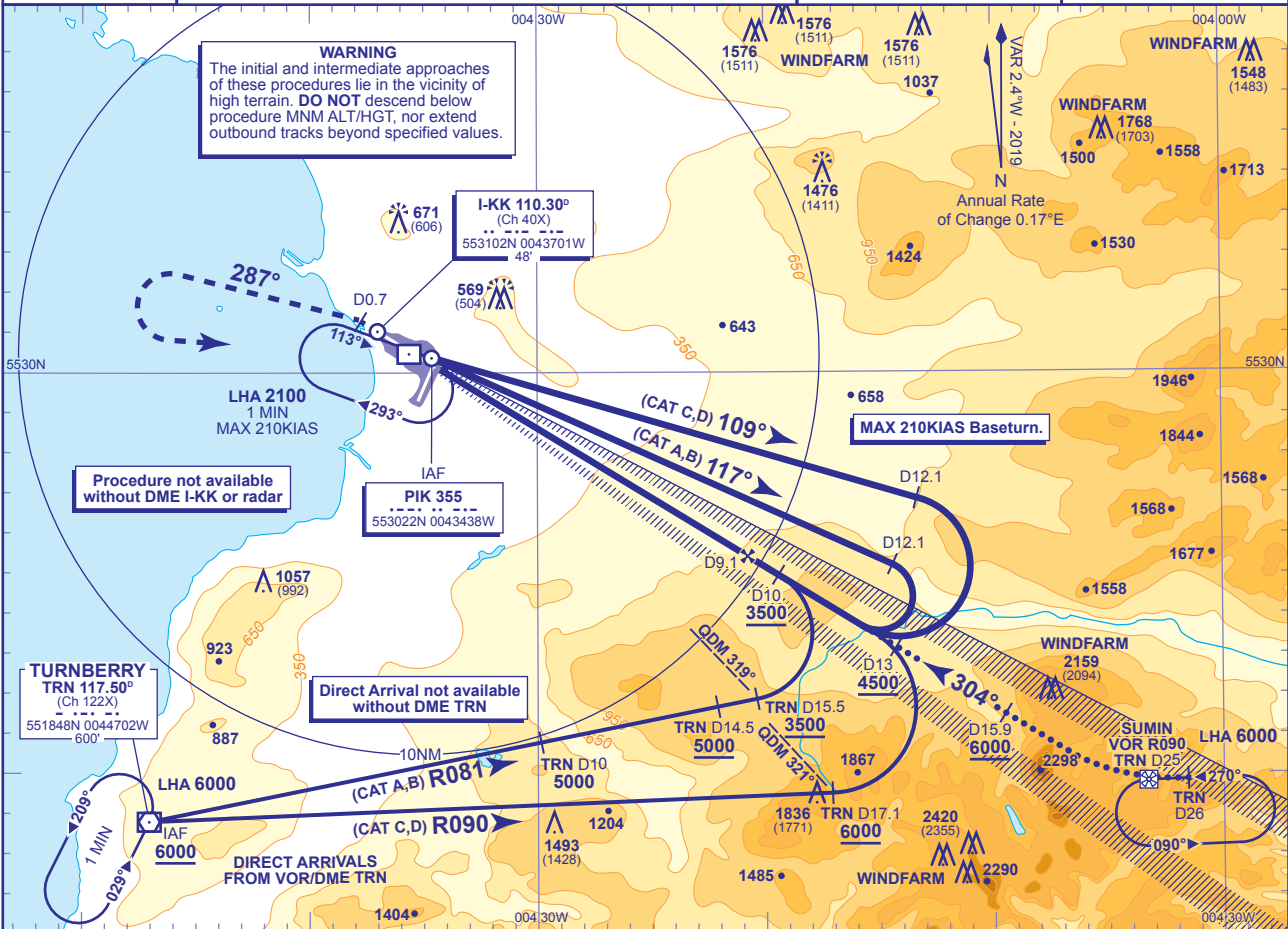 004:30W
004 00W
WARNING
The initial and intermediate approaches
of these procedures lie in the vicinity of
high terrain. DO NOT descend below
procedure MNM ALT/HGT, nor extend
outbound tracks beyond specified values.
1576
(1511)
1576
(1511)
WINDFARM
1576
(1511)
1037
VAR 2.4°W - 2019
N
Annual Rate
of Change 0.17°E
WINDFARM
1548
(1483)
WINDFARM
1768
(1703)
1500
1558
1713
1530
1476
(1411)
1424
950
650
671
(606)
I-KK 110.30D
(Ch 40X)
.. -.- -.-
553102N 0043701W
48'
287°
D0.7
569
(504)
113°
643
350
5530N
5530N
LHA 2100
1 MIN
MAX 210KIAS
293°
(CAT C,D) 109°
(CAT A,B) 117°
658
MAX 210KIAS Baseturn.
1946
1844
1568
1568
1677
1558
IAF
PIK 355
.--. .. -.-
553022N 0043438W
Procedure not available
without DME I-KK or radar
D12.1
D12.1
D9.1
D10
3500
1057
(992)
650
923
350
887
TURNBERRY
TRN 117.50D
(Ch 122X)
- .-. -.
551848N 0044702W
600'
Direct Arrival not available
without DME TRN
QDM 319°
D13
4500
304°
WINDFARM
2159
(2094)
D15.9
6000
2298
SUMIN
VOR R090
TRN D25
LHA 6000
270°
TRN
D26
090°
950
650
TRN D14.5
5000
TRN D15.5
3500
QDM 321°
10NM
TRN D10
5000
(CAT A,B) R081
(CAT C,D) R090
LHA 6000
IAF
6000
209°
1 MIN
029°
DIRECT ARRIVALS
FROM VOR/DME TRN
1493
(1428)
1204
1867
1836
(1771)
TRN D17.1
6000
2420
(2355)
WINDFARM
2290
1485
1404
004:30W
004:30W